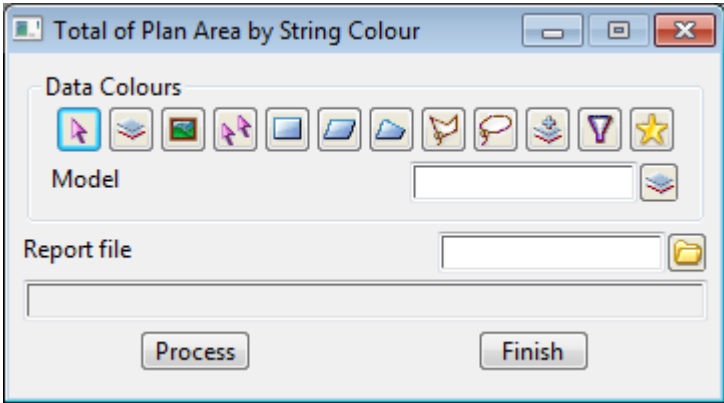 Total of Plan Area by String Colour
Data Colours
Model
Report file
Process Finish